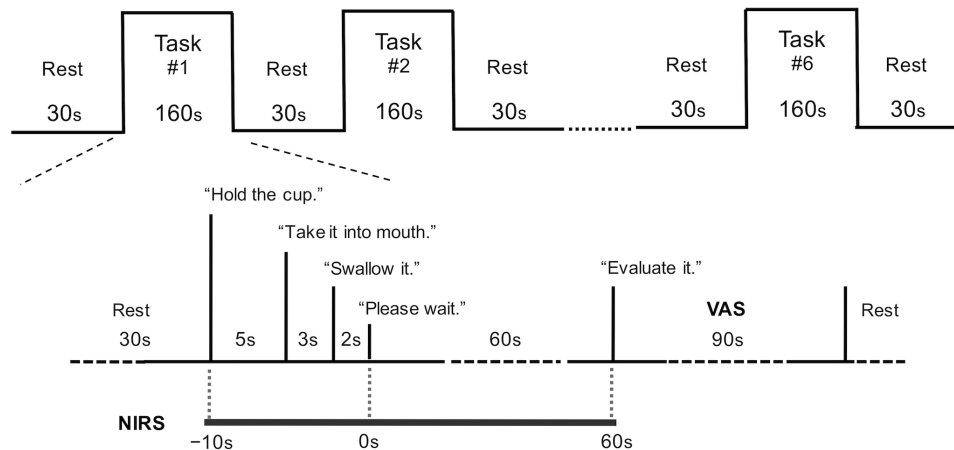 Task
#1
Task
#2
Task
#6
Rest
Rest
Rest
Rest
Rest
30s
160s
30s
160s
30s
30s
160s
30s
“Hold the cup.”
“Take it into mouth.”
“Swallow it.”
“Evaluate it.”
“Please wait.”
Rest
VAS
Rest
30s
5s
3s
2s
60s
90s
NIRS
−10s
0s
60s